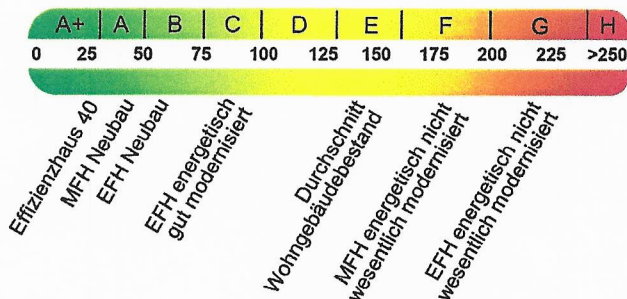 A+ A B C D E F G H
0 25 50 75 100 125 150 175 200 225 >250
Effizienzhaus 40
MFH Neubau
EFH Neubau
EFH energetisch
gut modernisiert
Durchschnitt
Wohngebäudebestand
MFH energetisch nicht
wesentlich modernisiert
EFH energetisch nicht
wesentlich modernisiert